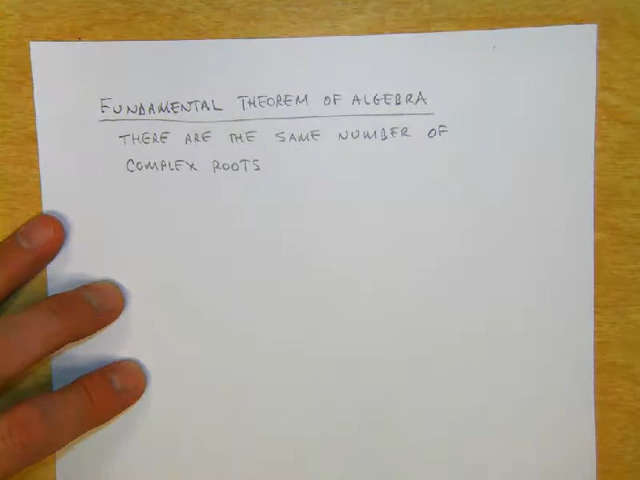 FUNDAMENTAL THEOREM OF ALGEBRA
THERE ARE THE SAME NUMBER OF
COMPLEX ROOTS